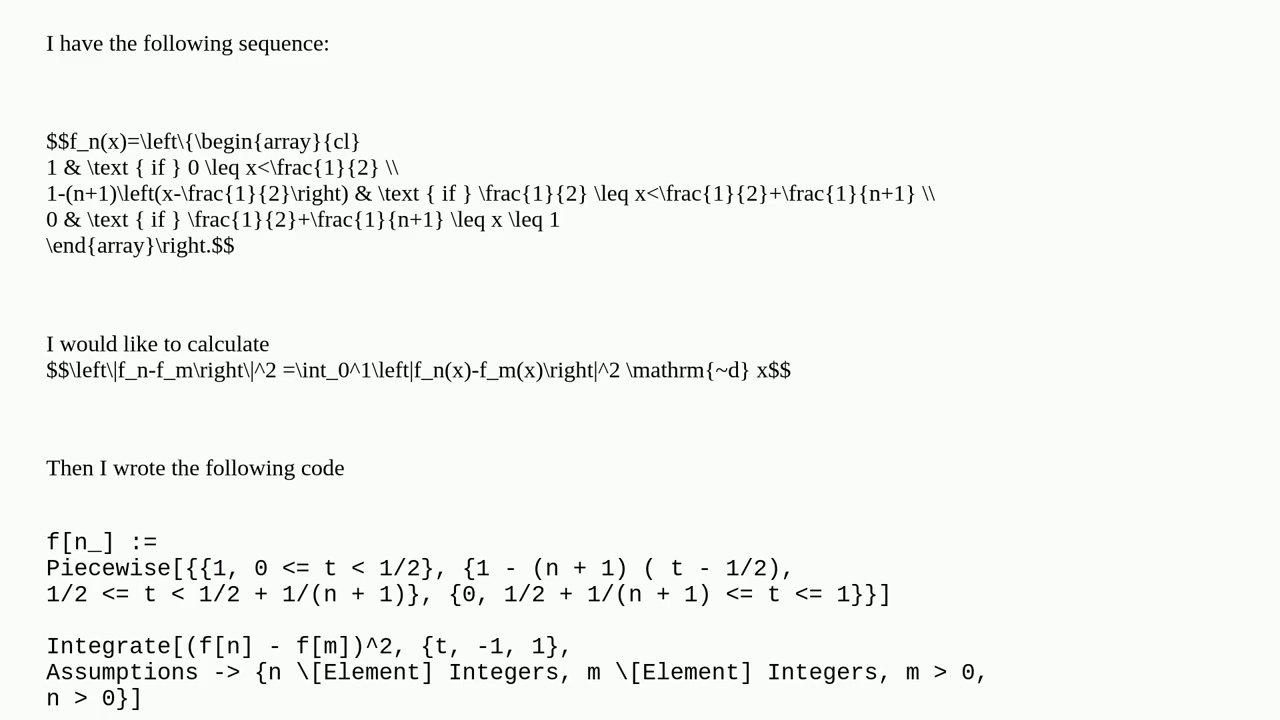 I have the following sequence:
$$f_n(x)=\left\{\begin{array}{cl}
1 & \text { if } 0 \leq x<\frac{1}{2} \\
1-(n+1)\left(x-\frac{1}{2}\right) & \text { if } \frac{1}{2} \leq x<\frac{1}{2}+\frac{1}{n+1} \\
0 & \text { if } \frac{1}{2}+\frac{1}{n+1} \leq x \leq 1
\end{array}\right.$$
I would like to calculate
$$\left\|f_n-f_m\right\|^2 =\int_0^1\left|f_n(x)-f_m(x)\right|^2 \mathrm{~d} x$$
Then I wrote the following code
f[n_] :=
Piecewise[{{1, 0 <= t < 1/2}, {1 - (n + 1) ( t - 1/2),
1/2 <= t < 1/2 + 1/(n + 1)}, {0, 1/2 + 1/(n + 1) <= t <= 1}}]
Integrate[(f[n] - f[m])^2, {t, -1, 1},
Assumptions -> {n \[Element] Integers, m \[Element] Integers, m > 0,
n > 0}]